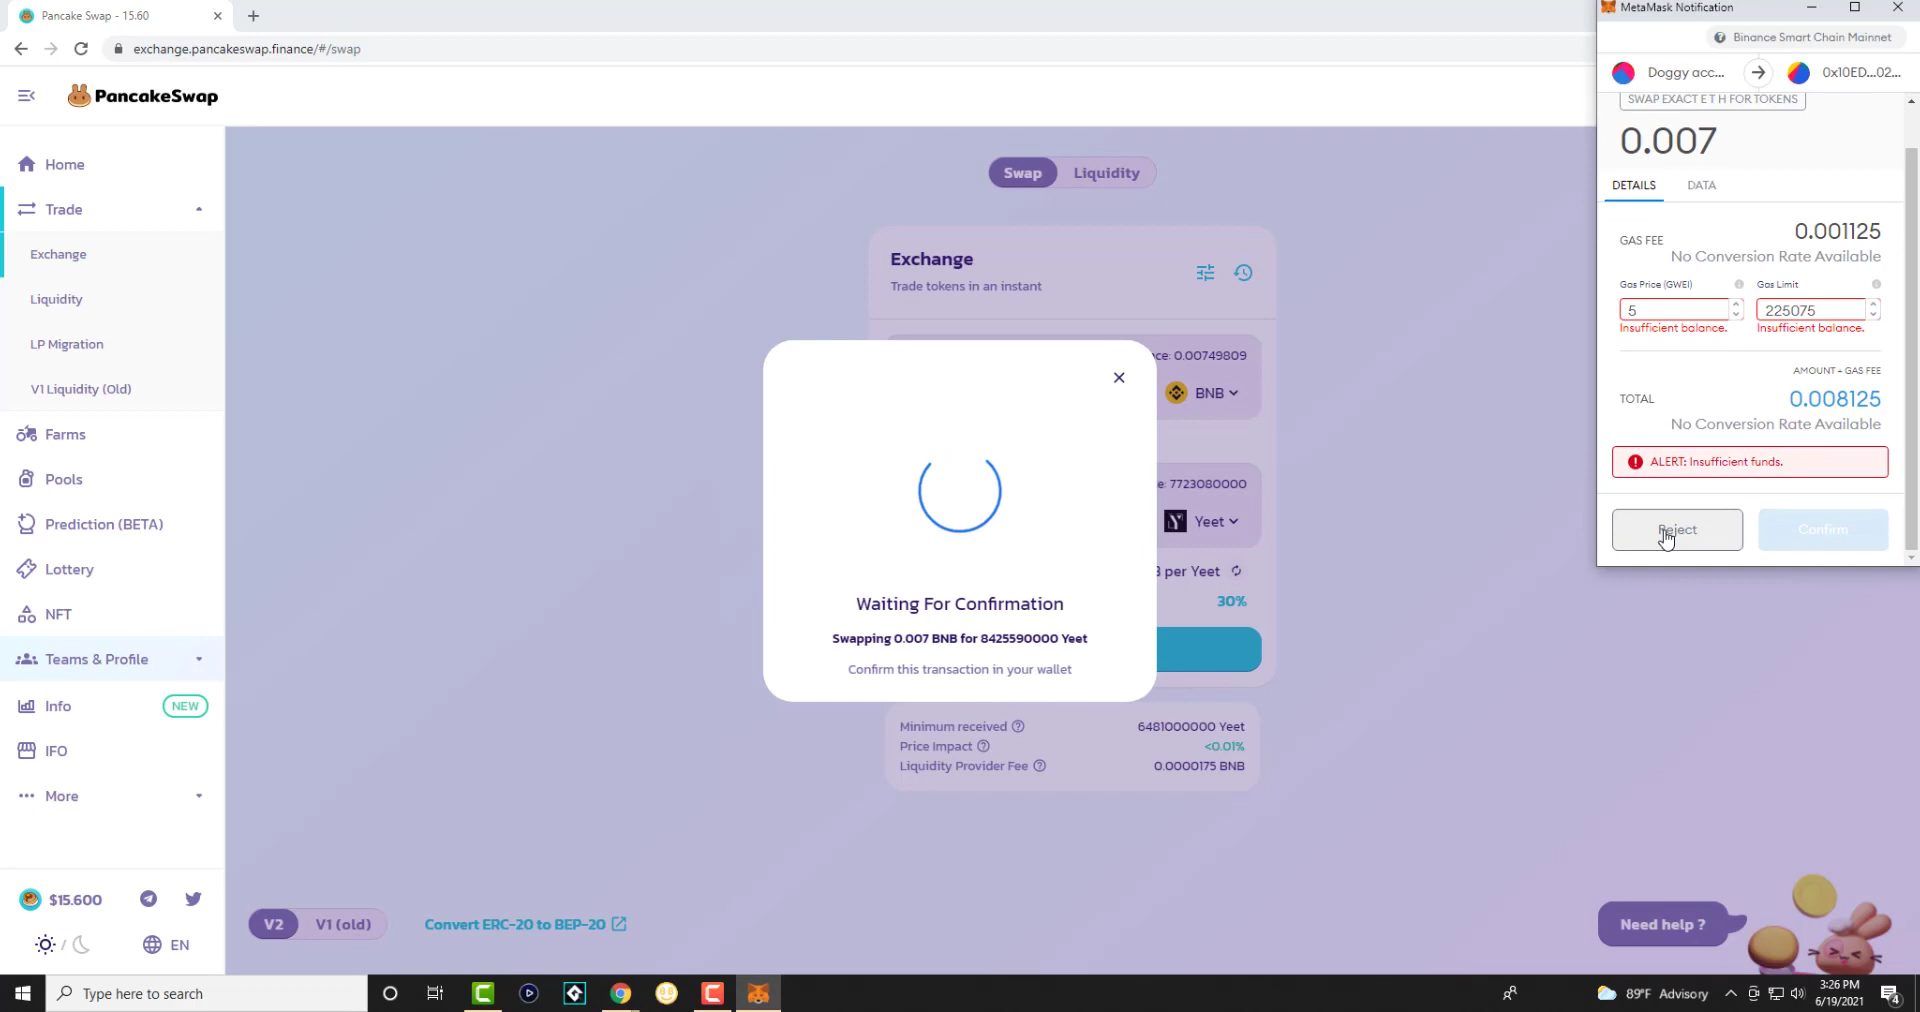 Pancake Swap - 15.60
exchange.pancakeswap.finance/#/swap
PancakeSwap
Home
Trade
Exchange
Liquidity
LP Migration
V1 Liquidity (Old)
Farms
Pools
Prediction (BETA)
Lottery
NFT
Teams & Profile
Info
NEW
IFO
More
$15.600
EN
Swap
Liquidity
Exchange
Trade tokens in an instant
ce: 0.00749809
BNB
e: 7723080000
Yeet
per Yeet
30%
Waiting For Confirmation
Swapping 0.007 BNB for 8425590000 Yeet
Confirm this transaction in your wallet
Minimum received
6481000000 Yeet
Price Impact
<0.01%
Liquidity Provider Fee
0.0000175 BNB
V2
V1 (old)
Convert ERC-20 to BEP-20
Need help ?
MetaMask Notification
Binance Smart Chain Mainnet
Doggy acc...
0x10ED...02...
SWAP EXACT E T H FOR TOKENS
0.007
DETAILS
DATA
GAS FEE
0.001125
No Conversion Rate Available
Gas Price (GWEI)
Gas Limit
5
225075
Insufficient balance.
Insufficient balance.
AMOUNT + GAS FEE
TOTAL
0.008125
No Conversion Rate Available
ALERT: Insufficient funds.
Reject
Confirm
Type here to search
89°F Advisory
3:26 PM
6/19/2021
4